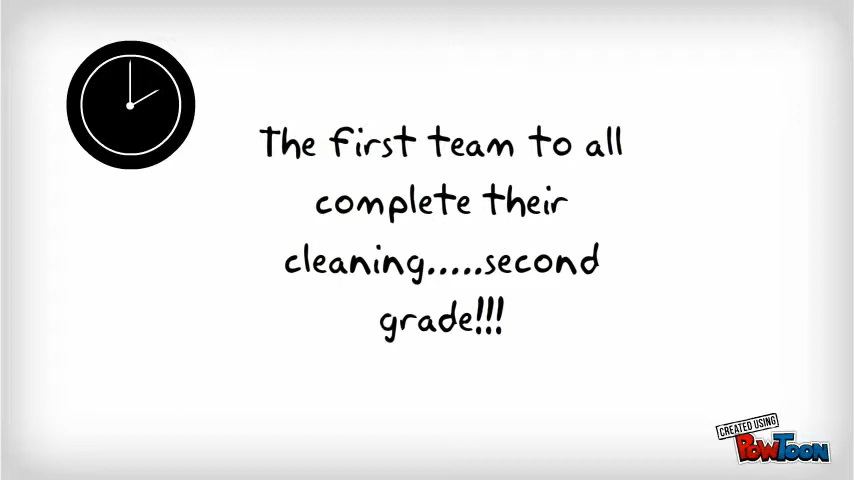 The first team to all
complete their
cleaning.....second
grade!!!
CREATED USING
POWTOON